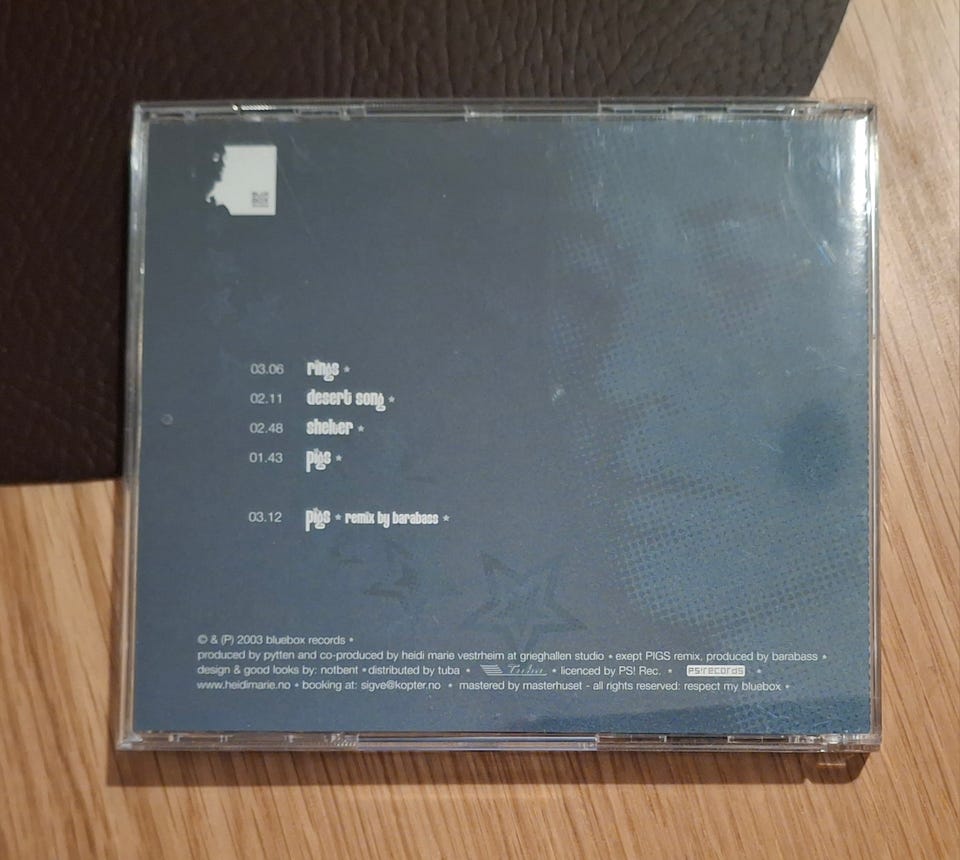 03.06 rings *
02.11 desert song *
02.48 shelter *
01.43 pigs *
03.12 pigs * remix by barabass *
© & (P) 2003 bluebox records *
produced by pytten and co-produced by heidi marie vestrheim at grieghallen studio * exept PIGS remix, produced by barabass *
design & good looks by: notbent * distributed by tuba * Tuba * licenced by PS! Rec. * ps!records *
www.heidimarie.no * booking at: sigve@kopter.no * mastered by masterhuset - all rights reserved: respect my bluebox *